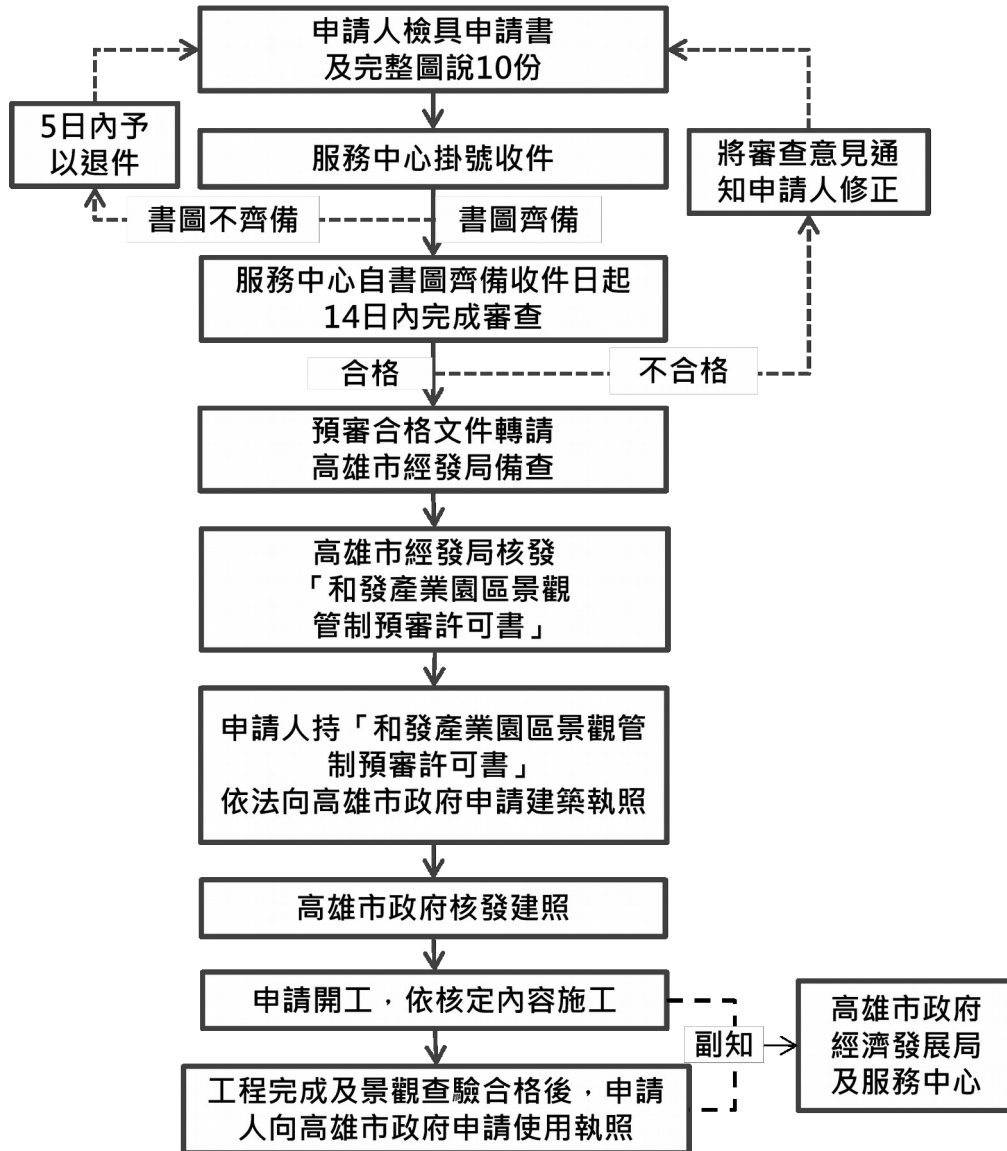 申請人檢具申請書
及完整圖說10份
5日內予
以退件
服務中心掛號收件
將審查意見通
知申請人修正
書圖不齊備
書圖齊備
服務中心自書圖齊備收件日起
14日內完成審查
合格
不合格
預審合格文件轉請
高雄市經發局備查
高雄市經發局核發
「和發產業園區景觀
管制預審許可書」
申請人持「和發產業園區景觀管
制預審許可書」
依法向高雄市政府申請建築執照
高雄市政府核發建照
申請開工，依核定內容施工
副知
高雄市政府
經濟發展局
及服務中心
工程完成及景觀查驗合格後，申請
人向高雄市政府申請使用執照